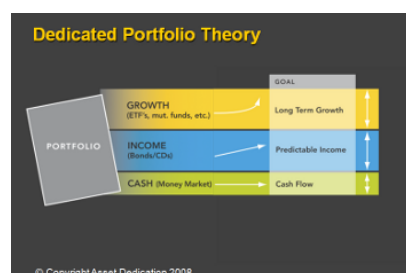 Dedicated Portfolio Theory
GOAL
GROWTH
(ETF's, mut. funds, etc.)
Long Term Growth
PORTFOLIO
INCOME
(Bonds/CDs)
Predictable Income
CASH (Money Market)
Cash Flow
© Copyright Asset Dedication 2008